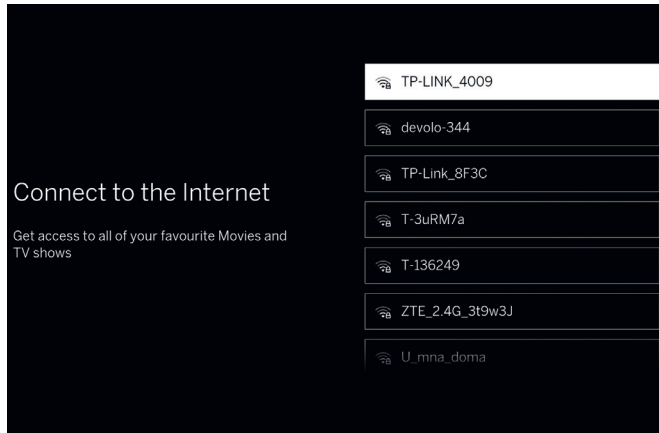 Connect to the Internet
Get access to all of your favourite Movies and
TV shows
TP-LINK_4009
devolo-344
TP-Link_8F3C
T-3uRM7a
T-136249
ZTE_2.4G_3t9w3J
U_mna_doma